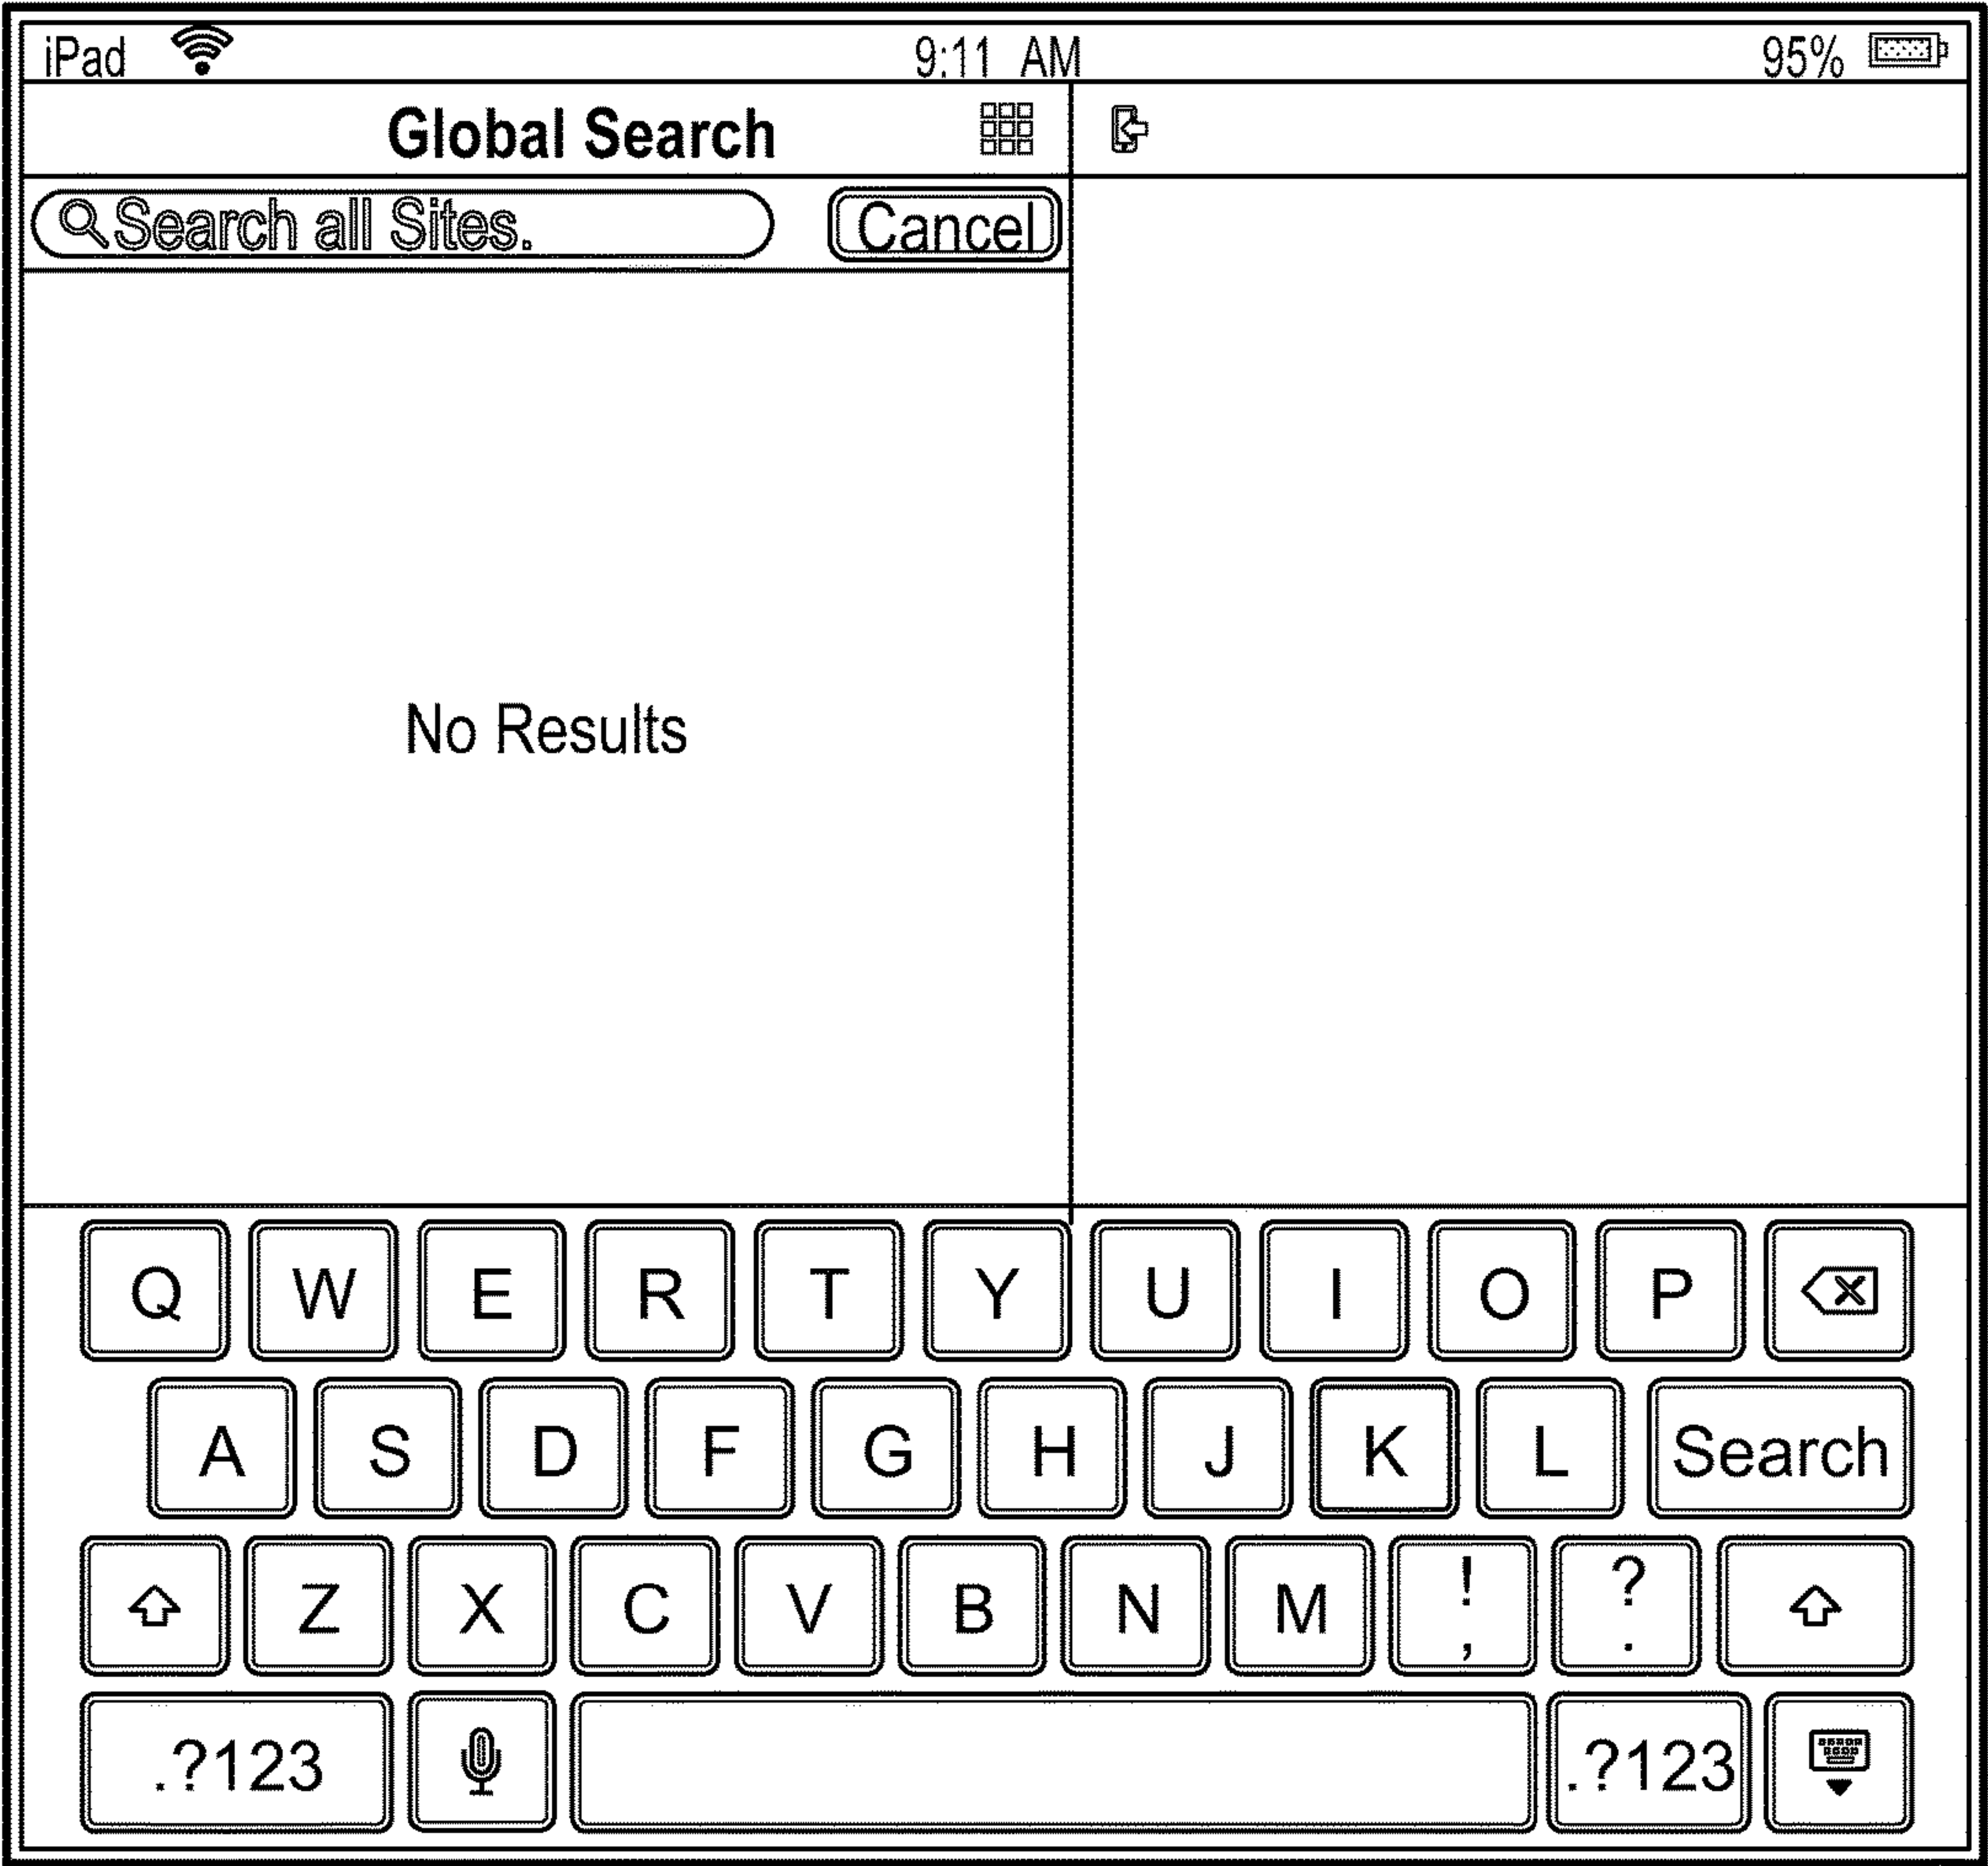 iPad 9:11 AM 95%
Global Search
Search all Sites. Cancel
No Results
Q W E R T Y U I O P
A S D F G H J K L Search
Z X C V B N M ! ?
, .
.?123 .?123